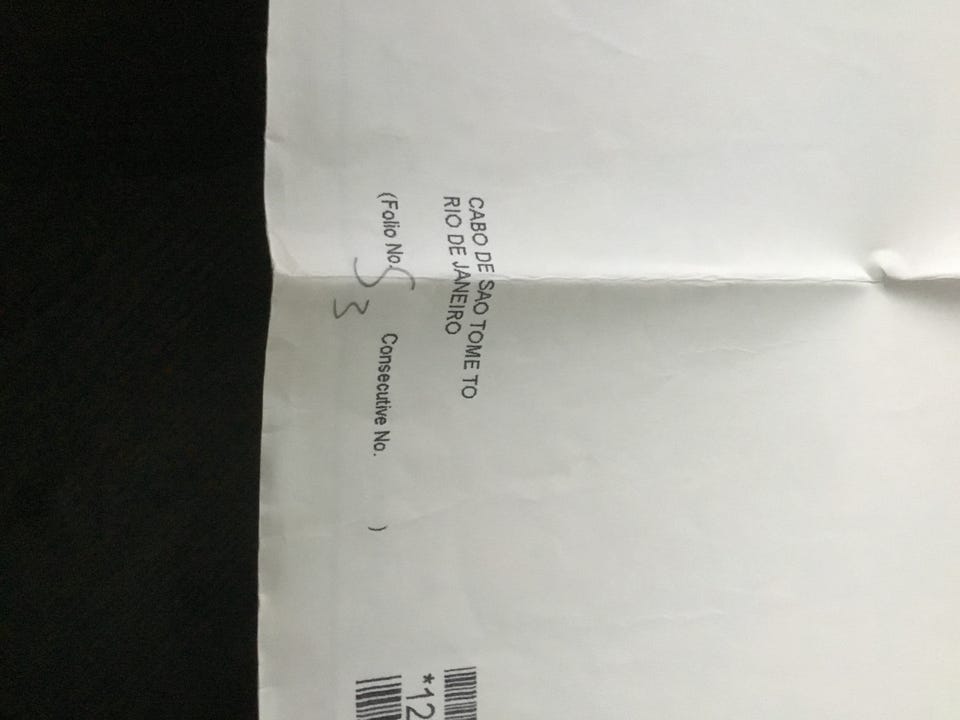 CABO DE SAO TOME TO
RIO DE JANEIRO
(Folio No. 53 Consecutive No. )
*12